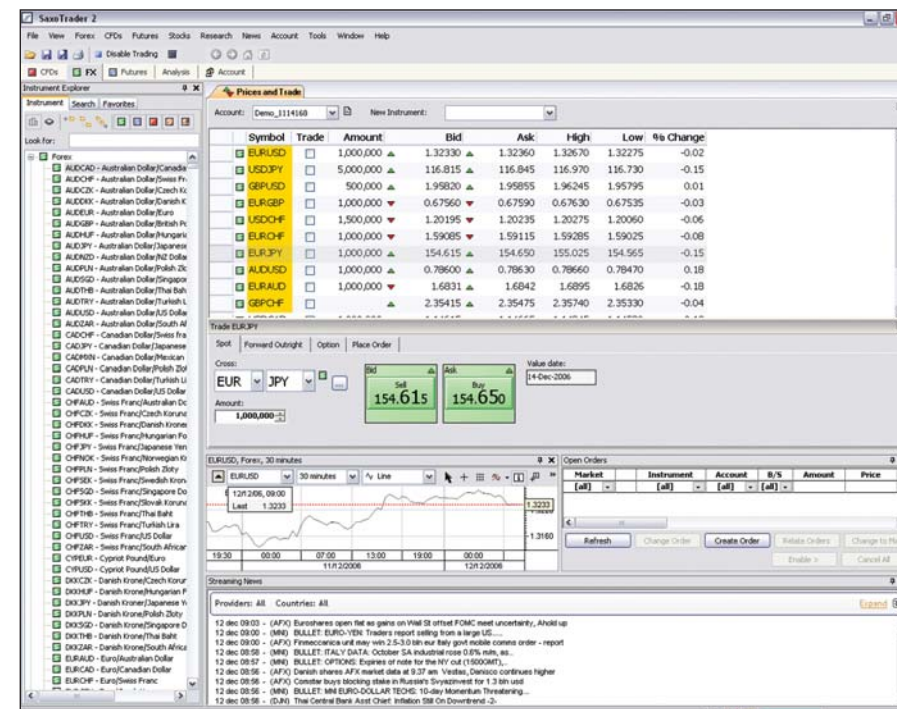 SaxoTrader 2
File View Forex CFDs Futures Stocks Research News Account Tools Window Help
Disable Trading
CFDs FX Futures Analysis Account
Instrument Explorer
Instrument Search Favorites
Look for:
Forex
AUDCAD - Australian Dollar/Canadia
AUDCHF - Australian Dollar/Swiss Fr
AUDCZK - Australian Dollar/Czech Ko
AUDDKK - Australian Dollar/Danish K
AUDEUR - Australian Dollar/Euro
AUDGBP - Australian Dollar/British Po
AUDHUF - Australian Dollar/Hungaria
AUDJPY - Australian Dollar/Japanese
AUDNZD - Australian Dollar/NZ Dolla
AUDPLN - Australian Dollar/Polish Zlo
AUDSGD - Australian Dollar/Singapor
AUDTHB - Australian Dollar/Thai Bah
AUDTRY - Australian Dollar/Turkish L
AUDUSD - Australian Dollar/US Dollar
AUDZAR - Australian Dollar/South Af
CADCHF - Canadian Dollar/Swiss fra
CADJPY - Canadian Dollar/Japanese
CADMXN - Canadian Dollar/Mexican
CADPLN - Canadian Dollar/Polish Zlo
CADTRY - Canadian Dollar/Turkish Li
CADUSD - Canadian Dollar/US Dollar
CHFAUD - Swiss Franc/Australian Do
CHFCZK - Swiss Franc/Czech Koruna
CHFDKK - Swiss Franc/Danish Krone
CHFHUF - Swiss Franc/Hungarian Fo
CHFJPY - Swiss Franc/Japanese Yen
CHFNOK - Swiss Franc/Norwegian Kr
CHFPLN - Swiss Franc/Polish Zloty
CHFSEK - Swiss Franc/Swedish Kron
CHFSGD - Swiss Franc/Singapore Do
CHFSKK - Swiss Franc/Slovak Koruna
CHFTHB - Swiss Franc/Thai Baht
CHFTRY - Swiss Franc/Turkish Lira
CHFUSD - Swiss Franc/US Dollar
CHFZAR - Swiss Franc/South African
CYPEUR - Cypriot Pound/Euro
CYPUSD - Cypriot Pound/US Dollar
DKKCZK - Danish Krone/Czech Korur
DKKHUF - Danish Krone/Hungarian F
DKKJPY - Danish Kroner/Japanese Y
DKKPLN - Danish Krone/Polish Zloty
DKKSGD - Danish Krone/Singapore D
DKKTHB - Danish Krone/Thai Baht
DKKZAR - Danish Krone/South Africa
EURAUD - Euro/Australian Dollar
EURCAD - Euro/Canadian Dollar
EURCHF - Euro/Swiss Franc
Prices and Trade
Account: Demo_1114168 New Instrument:
Symbol Trade Amount Bid Ask High Low % Change
EURUSD 1,000,000 1.32330 1.32360 1.32670 1.32275 -0.02
USDJPY 5,000,000 116.815 116.845 116.970 116.730 -0.15
GBPUSD 500,000 1.95820 1.95855 1.96245 1.95795 0.01
EURGBP 1,000,000 0.67560 0.67590 0.67630 0.67535 -0.03
USDCHF 1,500,000 1.20195 1.20235 1.20275 1.20060 -0.06
EURCHF 1,000,000 1.59085 1.59115 1.59285 1.59025 -0.08
EURJPY 1,000,000 154.615 154.650 155.025 154.565 -0.15
AUDUSD 1,000,000 0.78600 0.78630 0.78660 0.78470 0.18
EURAUD 1,000,000 1.6831 1.6842 1.6895 1.6826 -0.18
GBPCHF 2.35415 2.35475 2.35740 2.35330 -0.04
Trade EURJPY
Spot Forward Outright Option Place Order
Cross:
EUR JPY ...
Amount:
1,000,000
Bid
Sell
154.615
Ask
Buy
154.650
Value date:
14-Dec-2006
EURUSD, Forex, 30 minutes
EURUSD 30 minutes Line
12/12/06, 09:00
Last 1.3233
1.3233
1.3160
19:30 00:00 07:00 13:00 19:00 00:00
11/12/2006 12/12/2006
Open Orders
Market Instrument Account B/S Amount Price
[all] [all] [all] [all]
Refresh Change Order Create Order Relate Orders Change to M
Enable > Cancel All
Streaming News
Providers: All Countries: All
Expand
12 dec 09:03 - (AFX) Euroshares open flat as gains on Wall St offset FOMC meet uncertainty, Ahold up
12 dec 09:00 - (MNI) BULLET: EURO-YEN: Traders report selling from a large US.....
12 dec 09:00 - (AFX) Finmeccanica unit may win 2.5-3.0 bln eur Italy govt mobile comms order - report
12 dec 08:58 - (MNI) BULLET: ITALY DATA: October SA industrial rose 0.6% m/m, as..
12 dec 08:57 - (MNI) BULLET: OPTIONS: Expiries of note for the NY cut (1500GMT),..
12 dec 08:56 - (AFX) Danish shares AFX market data at 9.37 am Vestas, Danisco continues higher
12 dec 08:56 - (AFX) Comstar buys blocking stake in Russia's Svyazinvest for 1.3 bln usd
12 dec 08:56 - (MNI) BULLET: MNI EURO-DOLLAR TECHS: 10-day Momentum Threatening...
12 dec 08:56 - (DJN) Thai Central Bank Asst Chief: Inflation Still On Downtrend -2-